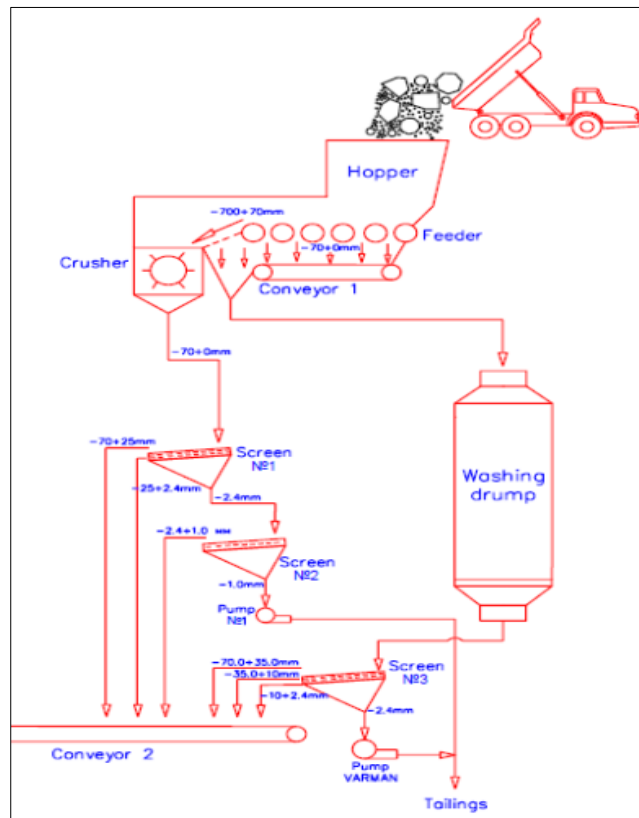 Hopper
-700+70mm
Feeder
-70+0mm
Crusher
Conveyor 1
-70+0mm
-70+25mm
Screen
№1
Washing
drump
-25+2.4mm
-2.4mm
-2.4+1.0 мм
Screen
№2
-1.0mm
Pump
№1
-70.0+35.0mm
Screen
№3
-35.0+10mm
-10+2.4mm
-2.4mm
Conveyor 2
Pump
VARMAN
Tailings